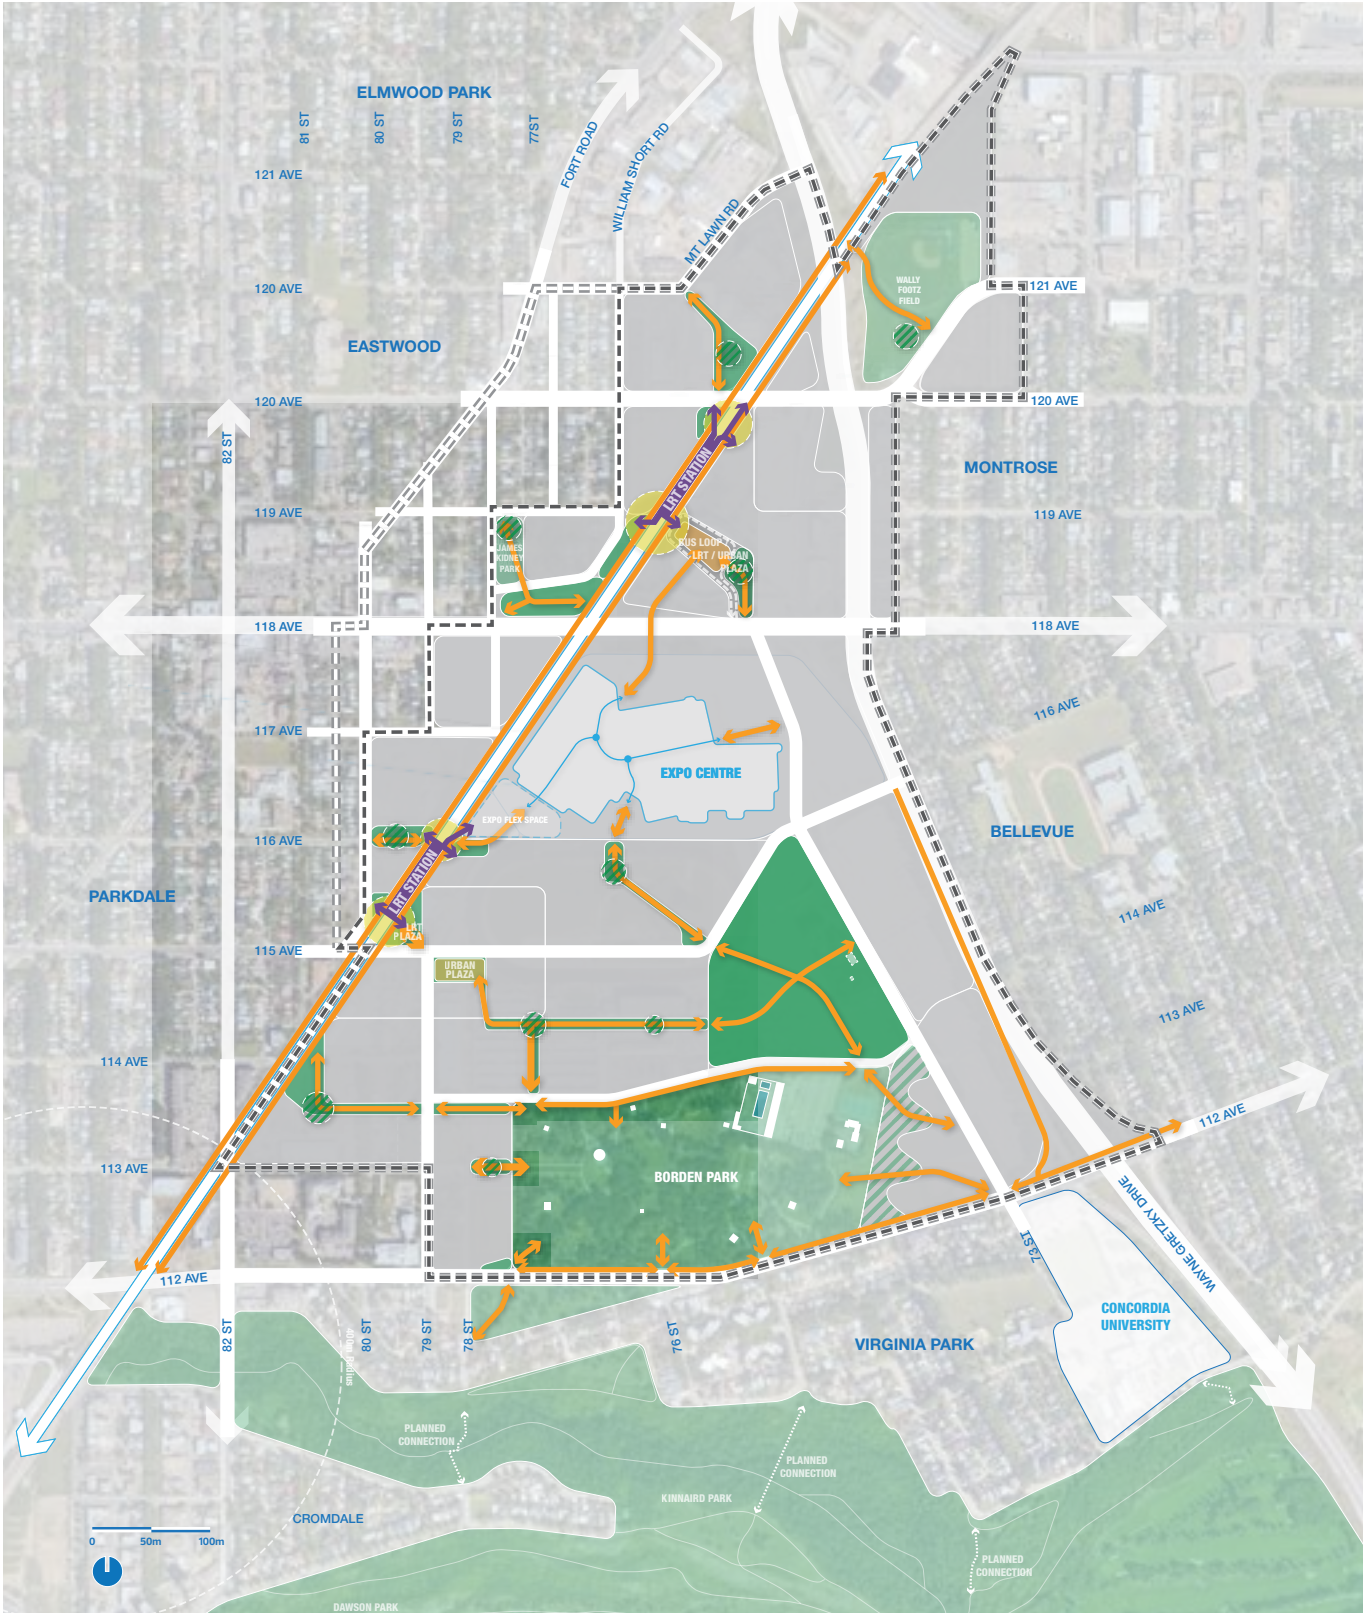 ELMWOOD PARK
81 ST
80 ST
79 ST
77ST
FORT ROAD
WILLIAM SHORT RD
MT LAWN RD
121 AVE
120 AVE
WALLY
FOOTZ
FIELD
121 AVE
EASTWOOD
120 AVE
120 AVE
82 ST
LRT STATION
MONTROSE
119 AVE
119 AVE
JAMES
KIDNEY
PARK
BUS LOOP /
LRT / URBAN
PLAZA
118 AVE
118 AVE
116 AVE
117 AVE
EXPO CENTRE
EXPO FLEX SPACE
116 AVE
BELLEVUE
LRT STATION
PARKDALE
114 AVE
LRT
PLAZA
115 AVE
URBAN
PLAZA
113 AVE
114 AVE
112 AVE
113 AVE
BORDEN PARK
WAYNE GRETZKY DRIVE
73 ST
112 AVE
CONCORDIA
UNIVERSITY
82 ST
80 ST
79 ST
78 ST
76 ST
400m Radius
VIRGINIA PARK
PLANNED
CONNECTION
PLANNED
CONNECTION
KINNAIRD PARK
CROMDALE
0 50m 100m
PLANNED
CONNECTION
DAWSON PARK